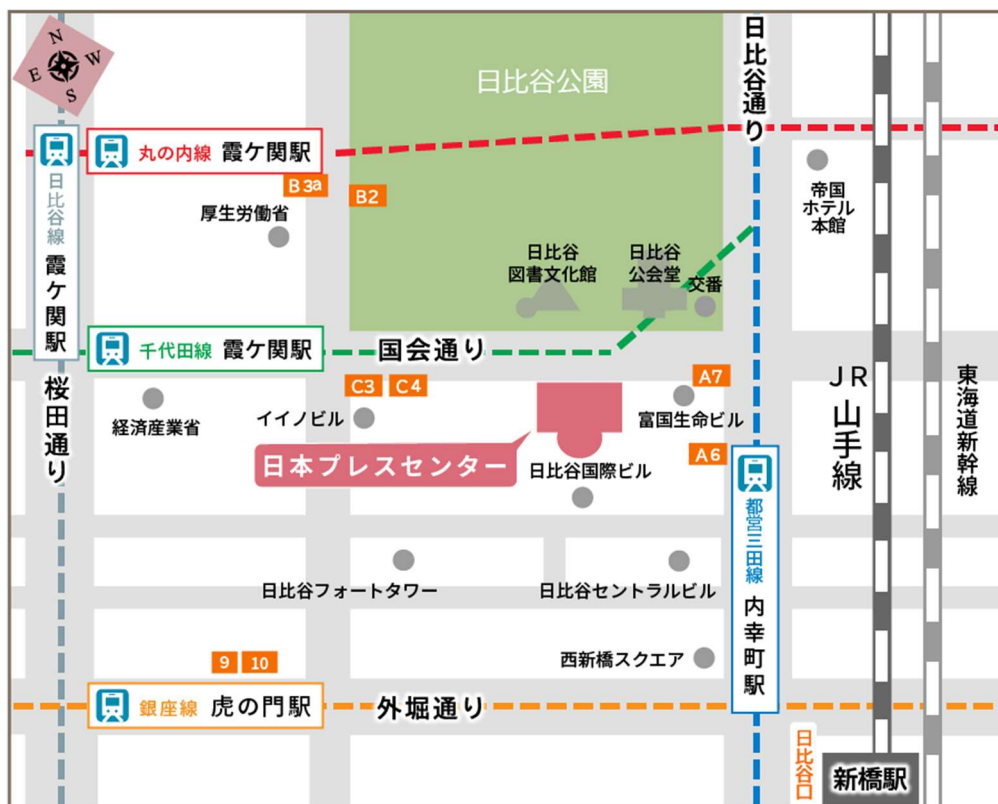 N
W
E
S
日比谷公園
日比谷通り
丸の内線 霞ケ関駅
B3a
B2
厚生労働省
帝国
ホテル
本館
日比谷線 霞ケ関駅
日比谷
図書文化館
日比谷
公会堂
交番
千代田線 霞ケ関駅
国会通り
桜田通り
経済産業省
C3
C4
イイノビル
A7
富国生命ビル
JR
山手線
東海道新幹線
日本プレスセンター
日比谷国際ビル
A6
都営三田線 内幸町駅
日比谷フォートタワー
日比谷セントラルビル
西新橋スクエア
9
10
銀座線 虎の門駅
外堀通り
日比谷口
新橋駅